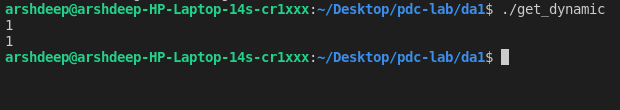 arshdeep@arshdeep-HP-Laptop-14s-cr1xxx:~/Desktop/pdc-lab/da1$ ./get_dynamic
1
1
arshdeep@arshdeep-HP-Laptop-14s-cr1xxx:~/Desktop/pdc-lab/da1$